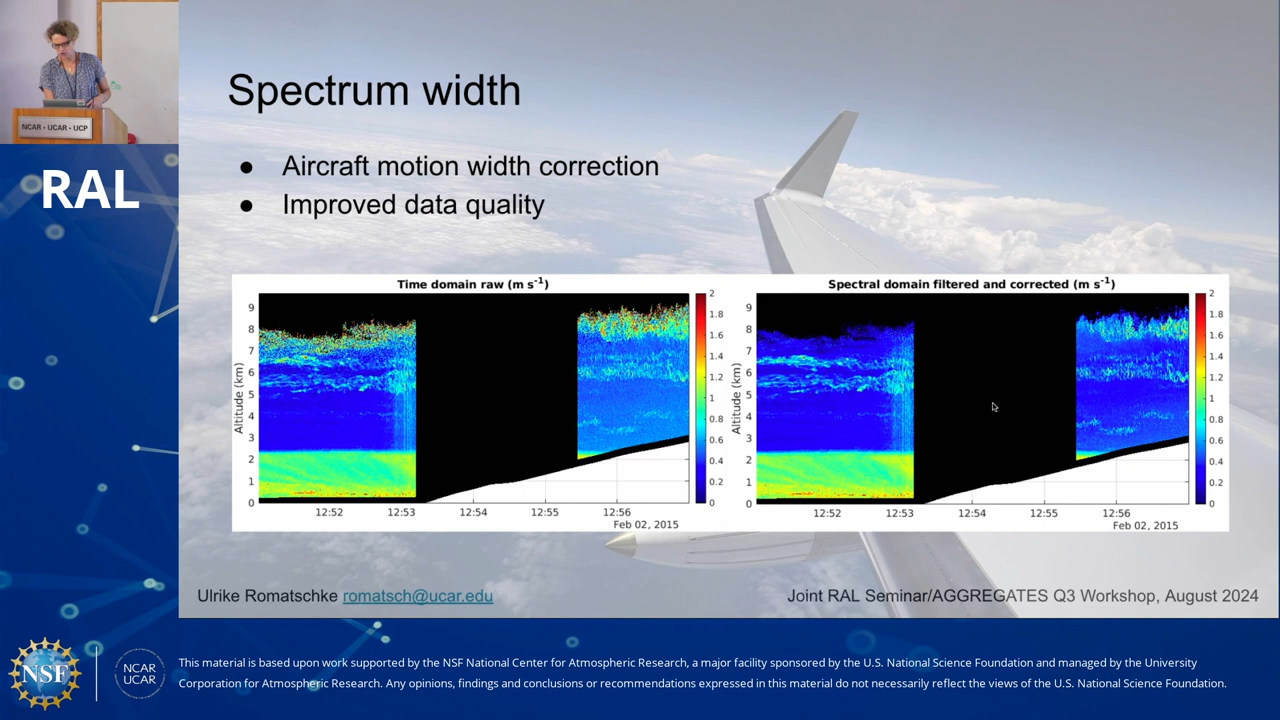 NCAR • UCAR • UCP
RAL
Spectrum width
● Aircraft motion width correction
● Improved data quality
Time domain raw (m s⁻¹)
Altitude (km)
9
8
7
6
5
4
3
2
1
0
12:52 12:53 12:54 12:55 12:56
Feb 02, 2015
2
1.8
1.6
1.4
1.2
1
0.8
0.6
0.4
0.2
0
Spectral domain filtered and corrected (m s⁻¹)
Altitude (km)
9
8
7
6
5
4
3
2
1
0
12:52 12:53 12:54 12:55 12:56
Feb 02, 2015
2
1.8
1.6
1.4
1.2
1
0.8
0.6
0.4
0.2
0
Ulrike Romatschke romatsch@ucar.edu
Joint RAL Seminar/AGGREGATES Q3 Workshop, August 2024
NSF
NCAR
UCAR
This material is based upon work supported by the NSF National Center for Atmospheric Research, a major facility sponsored by the U.S. National Science Foundation and managed by the University
Corporation for Atmospheric Research. Any opinions, findings and conclusions or recommendations expressed in this material do not necessarily reflect the views of the U.S. National Science Foundation.